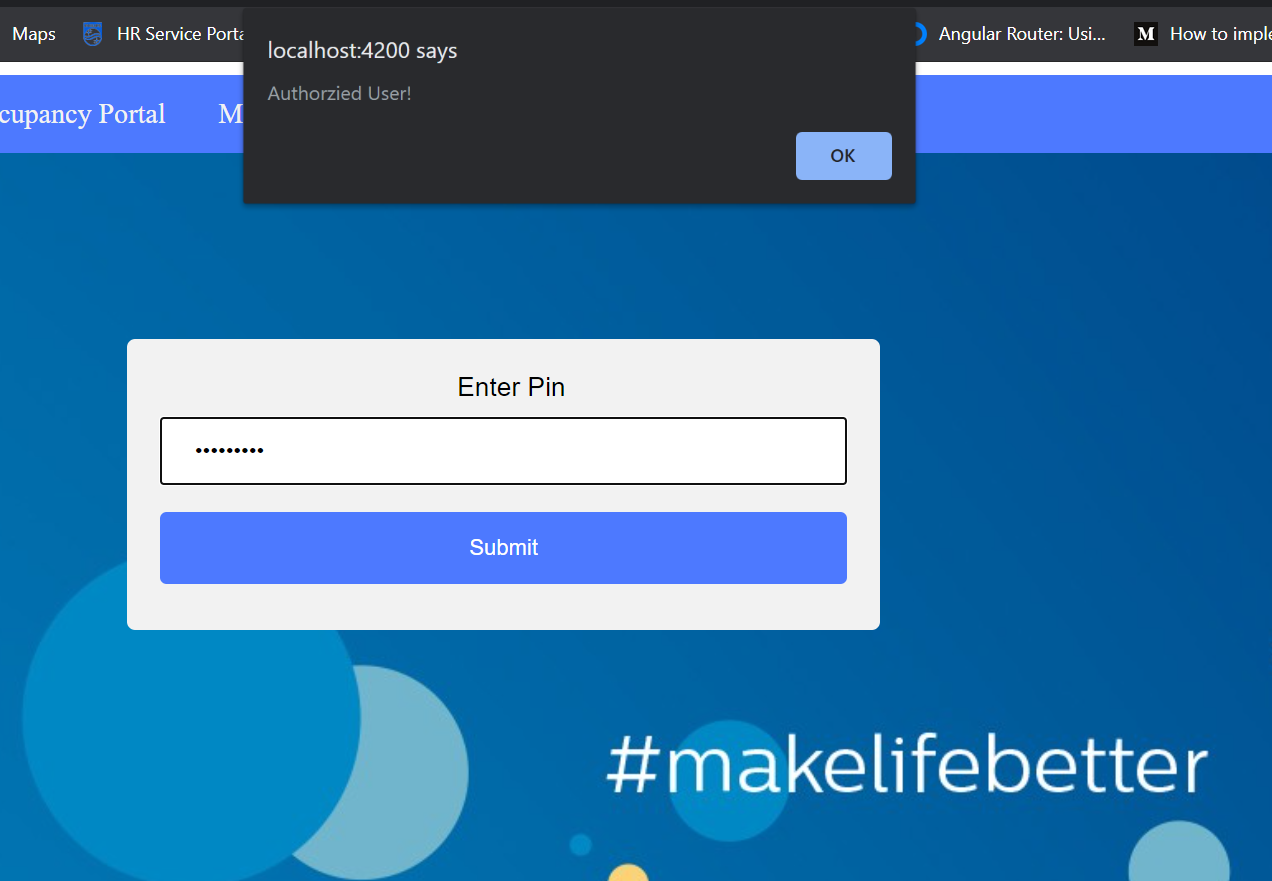 Maps
HR Service Porta
Angular Router: Usi...
M
How to imple
localhost:4200 says
Authorzied User!
OK
cupancy Portal
M
Enter Pin
•••••••••
Submit
#makelifebetter